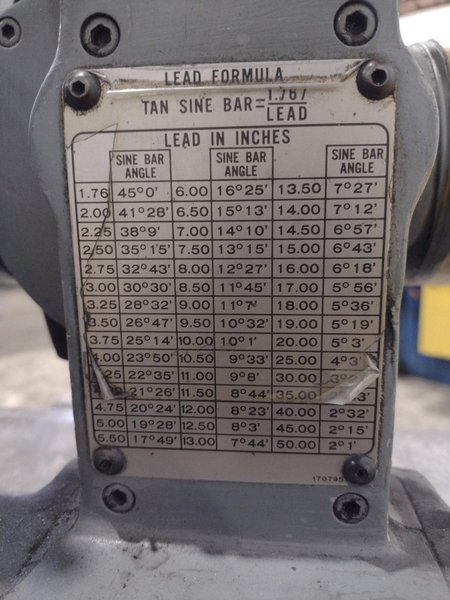 LEAD FORMULA
TAN SINE BAR = 1.767
LEAD
LEAD IN INCHES
SINE BAR ANGLE SINE BAR ANGLE SINE BAR ANGLE
1.76 45°0' 6.00 16°25' 13.50 7°27'
2.00 41°28' 6.50 15°13' 14.00 7°12'
2.25 38°9' 7.00 14°10' 14.50 6°57'
2.50 35°15' 7.50 13°15' 15.00 6°43'
2.75 32°43' 8.00 12°27' 16.00 6°18'
3.00 30°30' 8.50 11°45' 17.00 5°56'
3.25 28°32' 9.00 11°7' 18.00 5°36'
3.50 26°47' 9.50 10°32' 19.00 5°19'
3.75 25°14' 10.00 10°1' 20.00 5°3'
4.00 23°50' 10.50 9°33' 25.00 4°3'
22°35' 11.00 9°8' 30.00
21°26' 11.50 8°44' 35.00
4.75 20°24' 12.00 8°23' 40.00 2°32'
5.00 19°28' 12.50 8°3' 45.00 2°15'
5.50 17°49' 13.00 7°44' 50.00 2°1'
170795